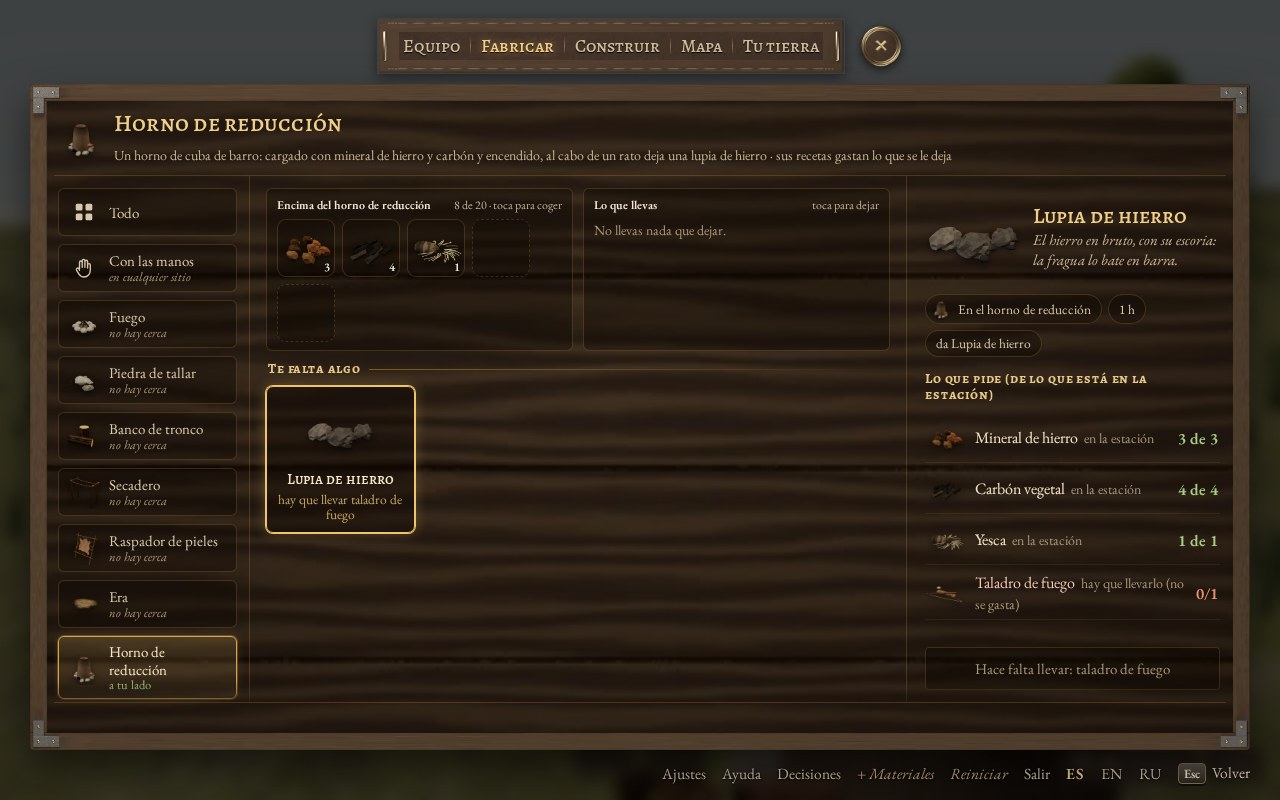 Equipo
Fabricar
Construir
Mapa
Tu tierra
Horno de reducción
Un horno de cuba de barro: cargado con mineral de hierro y carbón y encendido, al cabo de un rato deja una lupia de hierro · sus recetas gastan lo que se le deja
Todo
Con las manos
en cualquier sitio
Fuego
no hay cerca
Piedra de tallar
no hay cerca
Banco de tronco
no hay cerca
Secadero
no hay cerca
Raspador de pieles
no hay cerca
Era
no hay cerca
Horno de
reducción
a tu lado
Encima del horno de reducción
8 de 20 · toca para coger
3
4
1
Lo que llevas
toca para dejar
No llevas nada que dejar.
Te falta algo
Lupia de hierro
hay que llevar taladro de
fuego
Lupia de hierro
El hierro en bruto, con su escoria:
la fragua lo bate en barra.
En el horno de reducción
1 h
da Lupia de hierro
Lo que pide (de lo que está en la
estación)
Mineral de hierro en la estación 3 de 3
Carbón vegetal en la estación 4 de 4
Yesca en la estación 1 de 1
Taladro de fuego hay que llevarlo (no
se gasta)
0/1
Hace falta llevar: taladro de fuego
Ajustes
Ayuda
Decisiones
+ Materiales
Reiniciar
Salir
ES
EN
RU
Esc
Volver